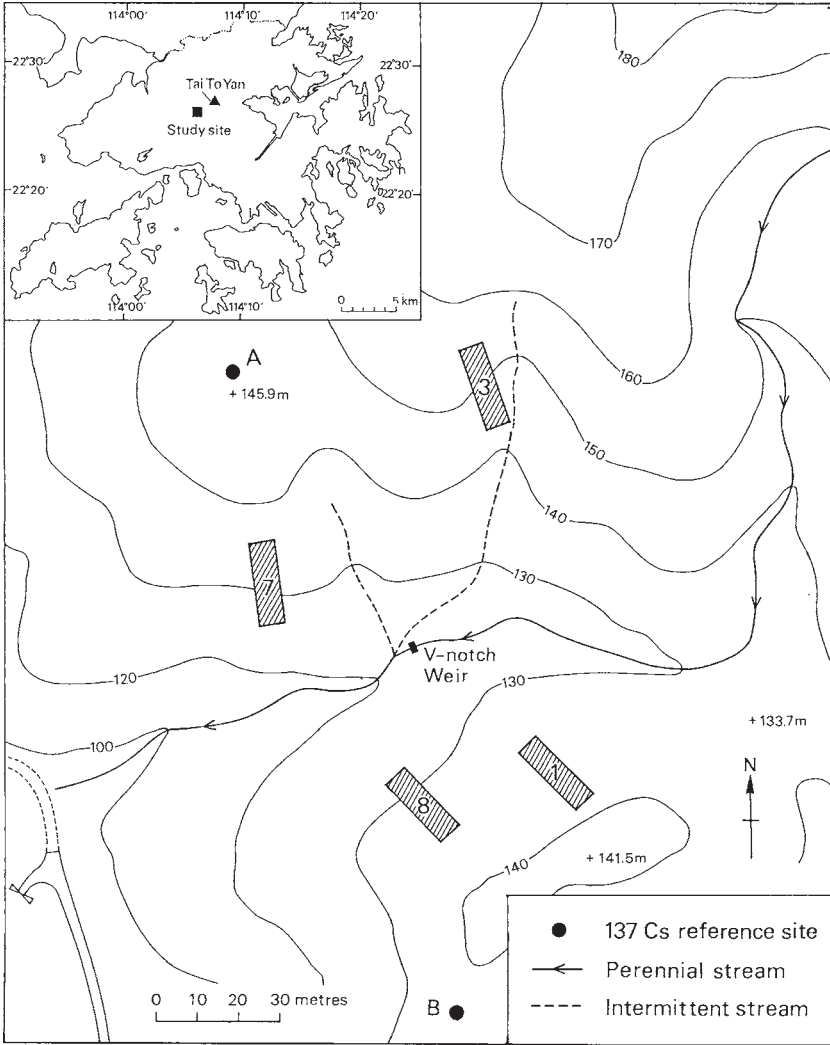 114°00'
114°10'
114°20'
22°30'
22°30'
Tai To Yan
Study site
22°20'
22°20'
114°00'
114°10'
0 5 km
180
170
160
150
140
130
A
+ 145.9m
3
7
V-notch
Weir
120
130
100
+ 133.7m
N
1
8
140
+ 141.5m
B
0 10 20 30 metres
137 Cs reference site
Perennial stream
Intermittent stream